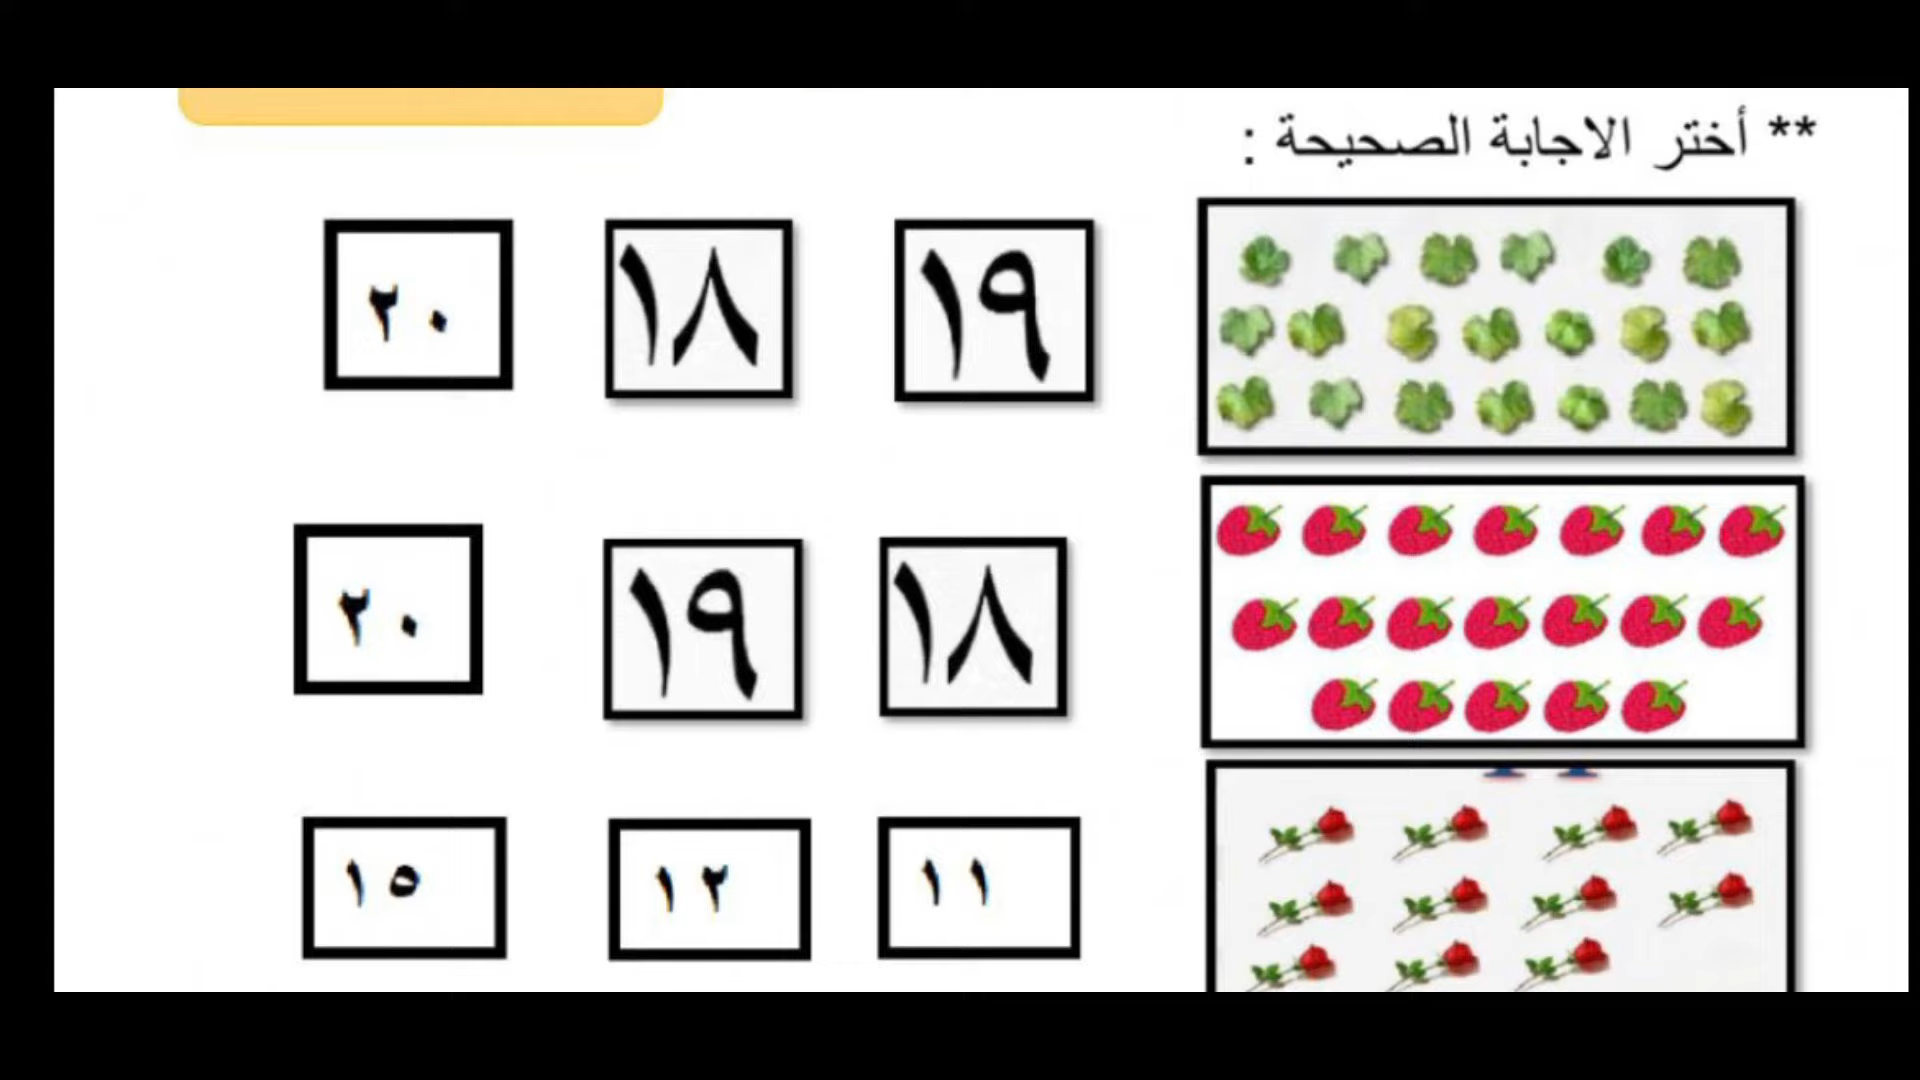 ** أختر الاجابة الصحيحة :
١٩ ١٨ ٢٠
١٨ ١٩ ٢٠
١١ ١٢ ١٥